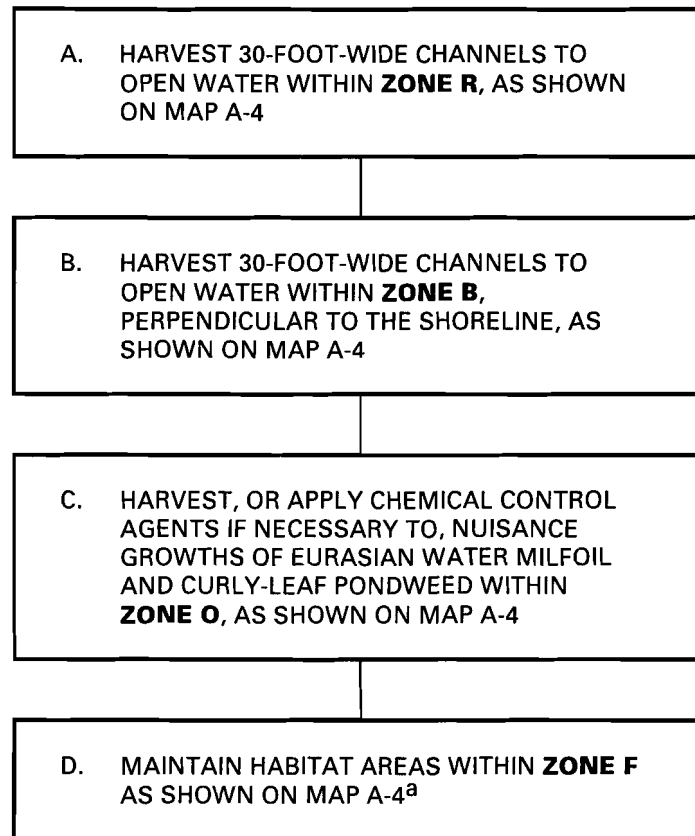 A. HARVEST 30-FOOT-WIDE CHANNELS TO
OPEN WATER WITHIN ZONE R, AS SHOWN
ON MAP A-4
B. HARVEST 30-FOOT-WIDE CHANNELS TO
OPEN WATER WITHIN ZONE B,
PERPENDICULAR TO THE SHORELINE, AS
SHOWN ON MAP A-4
C. HARVEST, OR APPLY CHEMICAL CONTROL
AGENTS IF NECESSARY TO, NUISANCE
GROWTHS OF EURASIAN WATER MILFOIL
AND CURLY-LEAF PONDWEED WITHIN
ZONE O, AS SHOWN ON MAP A-4
D. MAINTAIN HABITAT AREAS WITHIN ZONE F
AS SHOWN ON MAP A-4a